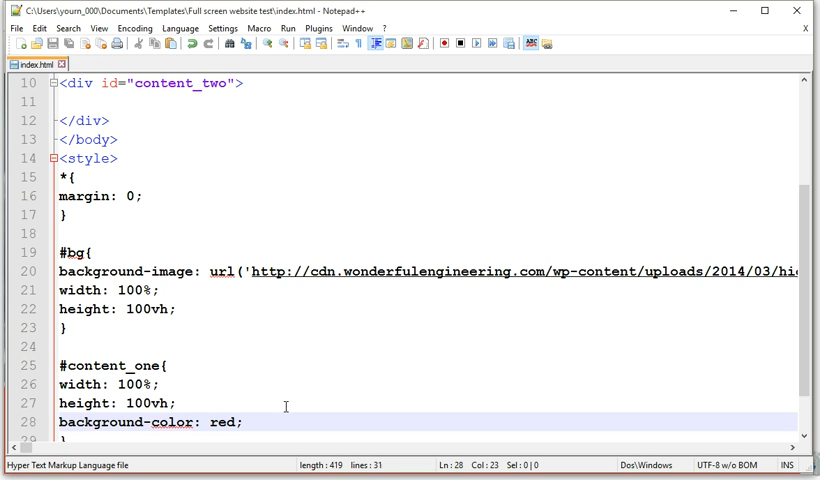 C:\Users\yourn_000\Documents\Templates\Full screen website test\index.html - Notepad++
File Edit Search View Encoding Language Settings Macro Run Plugins Window ?
X
ABC
index.html
10 <div id="content_two">
11
12 </div>
13 </body>
14 <style>
15 *{
16 margin: 0;
17 }
18
19 #bg{
20 background-image: url('http://cdn.wonderfulengineering.com/wp-content/uploads/2014/03/hi
21 width: 100%;
22 height: 100vh;
23 }
24
25 #content_one{
26 width: 100%;
27 height: 100vh;
28 background-color: red;
29 }
Hyper Text Markup Language file length : 419 lines : 31 Ln : 28 Col : 23 Sel : 0 | 0 Dos\Windows UTF-8 w/o BOM INS